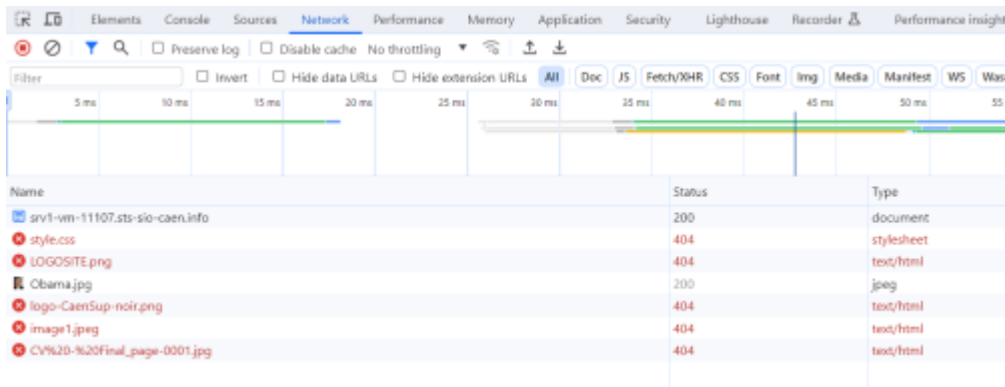 Elements Console Sources Network Performance Memory Application Security Lighthouse Recorder Performance insight
Preserve log Disable cache No throttling
Filter Invert Hide data URLs Hide extension URLs All Doc JS Fetch/XHR CSS Font Img Media Manifest WS Was
5 ms 10 ms 15 ms 20 ms 25 ms 30 ms 35 ms 40 ms 45 ms 50 ms 55
Name Status Type
srv1-vm-11107.sts-sio-caen.info 200 document
style.css 404 stylesheet
LOGOSITE.png 404 text/html
Obama.jpg 200 jpeg
logo-CaenSup-noir.png 404 text/html
image1.jpeg 404 text/html
CV%20-%20Final_page-0001.jpg 404 text/html